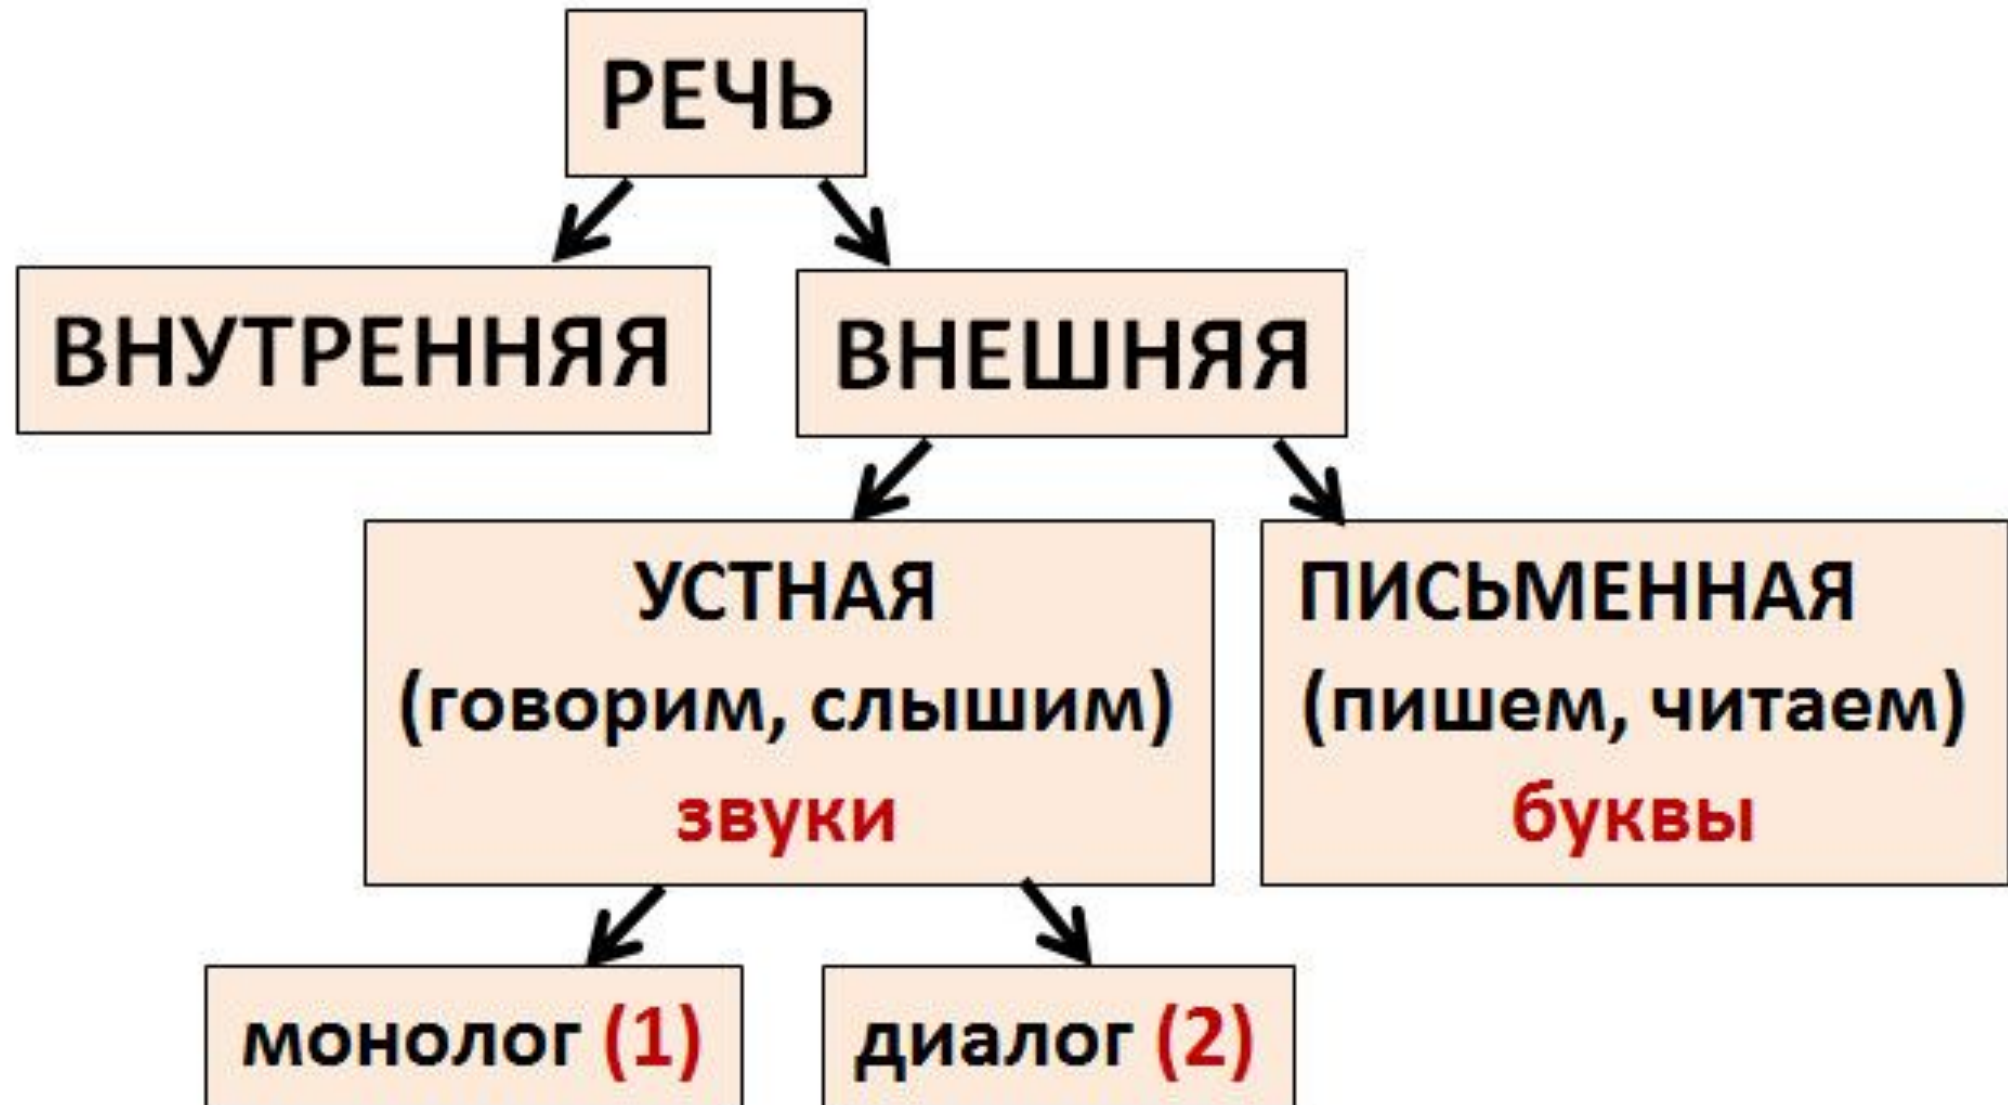 РЕЧЬ
ВНУТРЕННЯЯ
ВНЕШНЯЯ
УСТНАЯ
(говорим, слышим)
звуки
ПИСЬМЕННАЯ
(пишем, читаем)
буквы
монолог (1)
диалог (2)